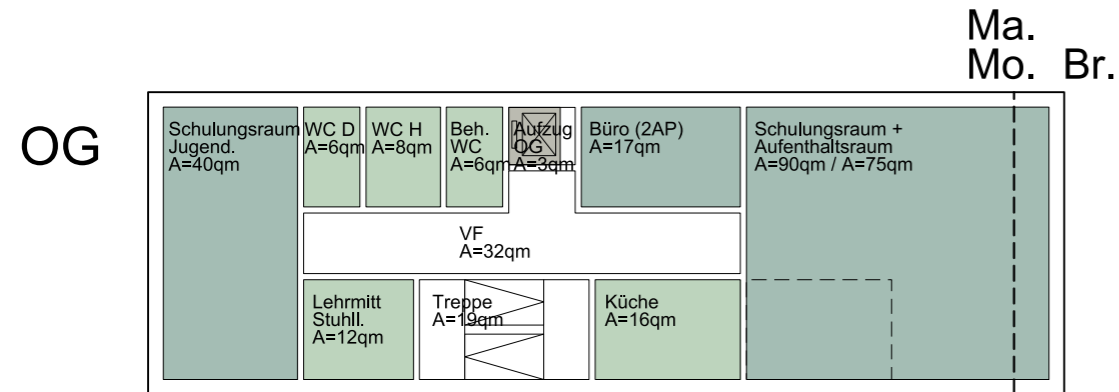 Ma.
Mo. Br.
OG
Schulungsraum
Jugend.
A=40qm
WC D
A=6qm
WC H
A=8qm
Beh.
WC
A=6qm
Aufzug
OG
A=3qm
Büro (2AP)
A=17qm
Schulungsraum +
Aufenthaltsraum
A=90qm / A=75qm
VF
A=32qm
Lehrmitt
Stuhll.
A=12qm
Treppe
A=19qm
Küche
A=16qm